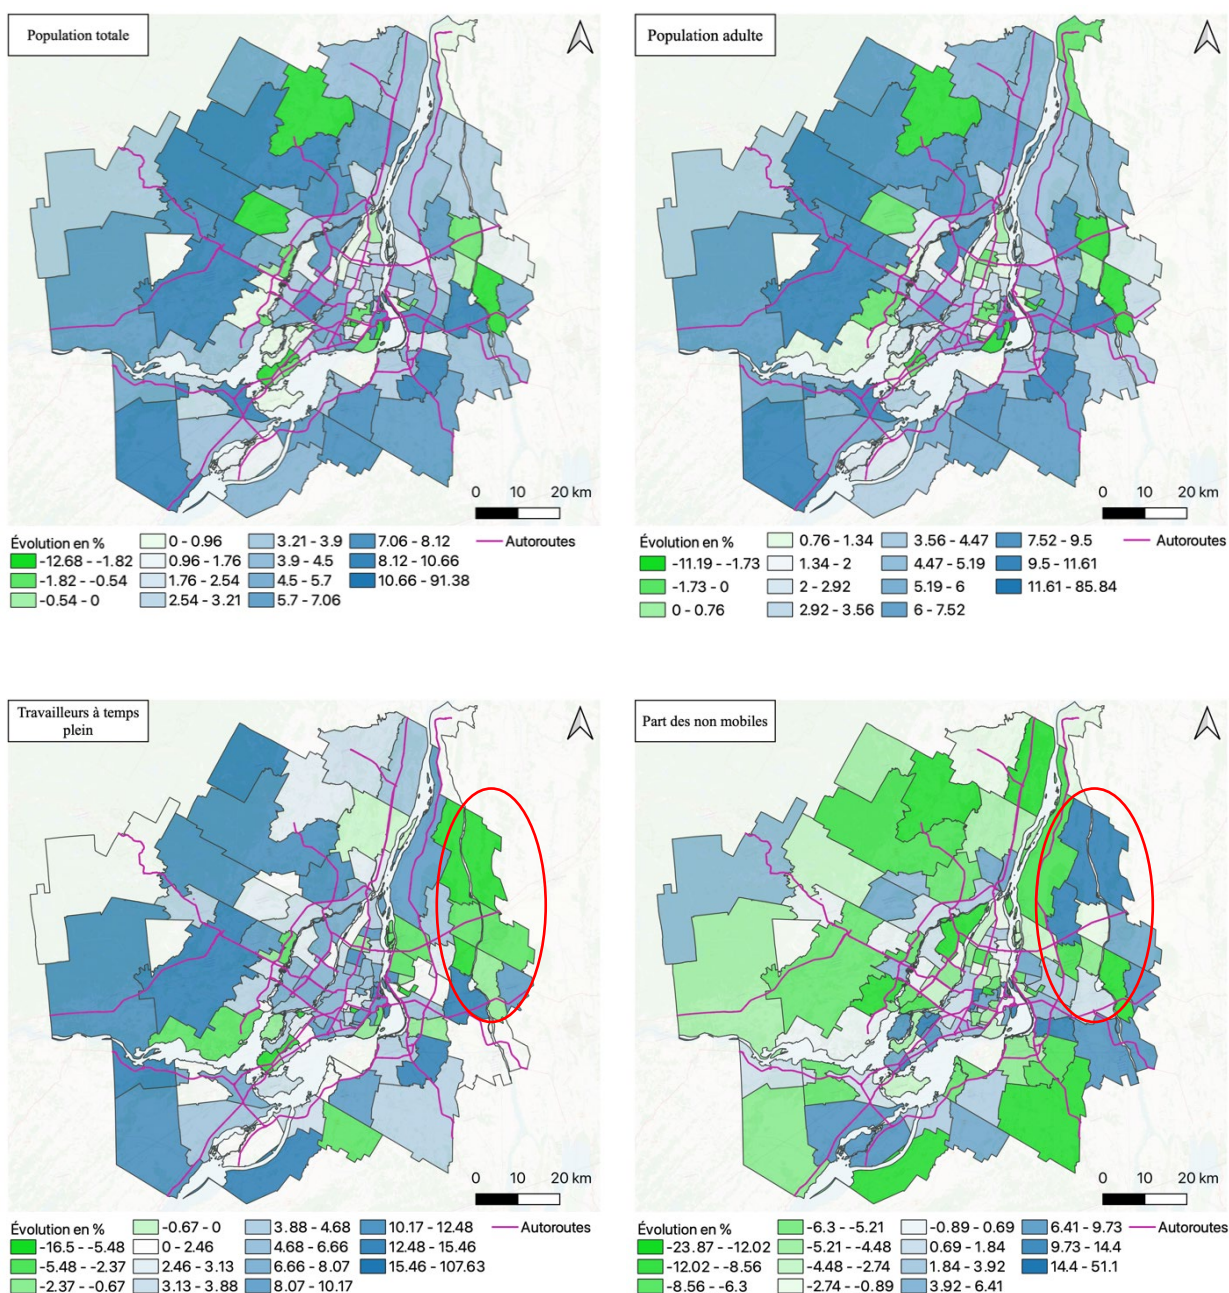 Population totale
0 10 20 km
Évolution en %
-12.68 - -1.82
-1.82 - -0.54
-0.54 - 0
0 - 0.96
0.96 - 1.76
1.76 - 2.54
2.54 - 3.21
3.21 - 3.9
3.9 - 4.5
4.5 - 5.7
5.7 - 7.06
7.06 - 8.12
8.12 - 10.66
10.66 - 91.38
Autoroutes
Population adulte
0 10 20 km
Évolution en %
-11.19 - -1.73
-1.73 - 0
0 - 0.76
0.76 - 1.34
1.34 - 2
2 - 2.92
2.92 - 3.56
3.56 - 4.47
4.47 - 5.19
5.19 - 6
6 - 7.52
7.52 - 9.5
9.5 - 11.61
11.61 - 85.84
Autoroutes
Travailleurs à temps
plein
0 10 20 km
Évolution en %
-16.5 - -5.48
-5.48 - -2.37
-2.37 - -0.67
-0.67 - 0
0 - 2.46
2.46 - 3.13
3.13 - 3.88
3.88 - 4.68
4.68 - 6.66
6.66 - 8.07
8.07 - 10.17
10.17 - 12.48
12.48 - 15.46
15.46 - 107.63
Autoroutes
Part des non mobiles
0 10 20 km
Évolution en %
-23.87 - -12.02
-12.02 - -8.56
-8.56 - -6.3
-6.3 - -5.21
-5.21 - -4.48
-4.48 - -2.74
-2.74 - -0.89
-0.89 - 0.69
0.69 - 1.84
1.84 - 3.92
3.92 - 6.41
6.41 - 9.73
9.73 - 14.4
14.4 - 51.1
Autoroutes